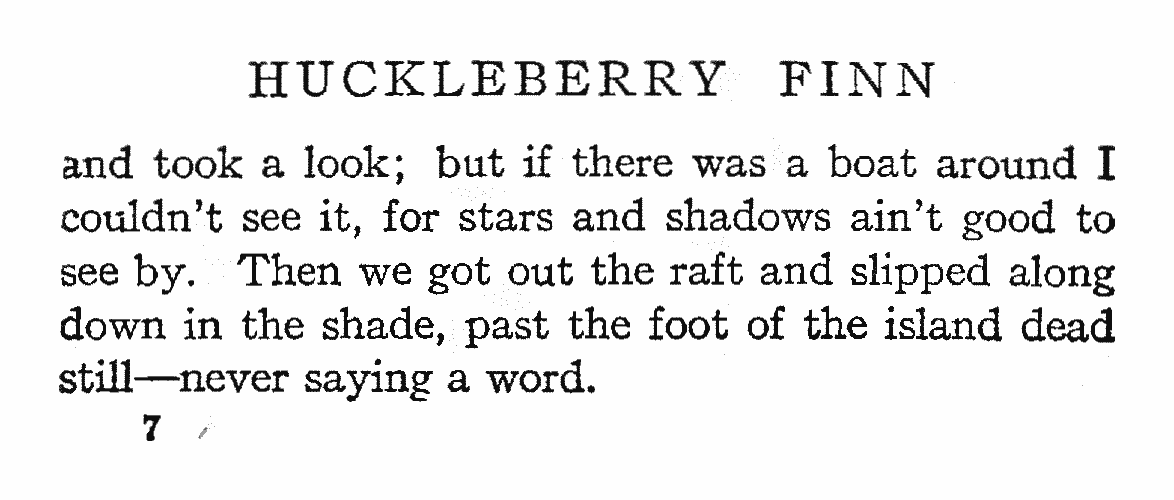 HUCKLEBERRY FINN
and took a look; but if there was a boat around I
couldn't see it, for stars and shadows ain't good to
see by. Then we got out the raft and slipped along
down in the shade, past the foot of the island dead
still—never saying a word.
7